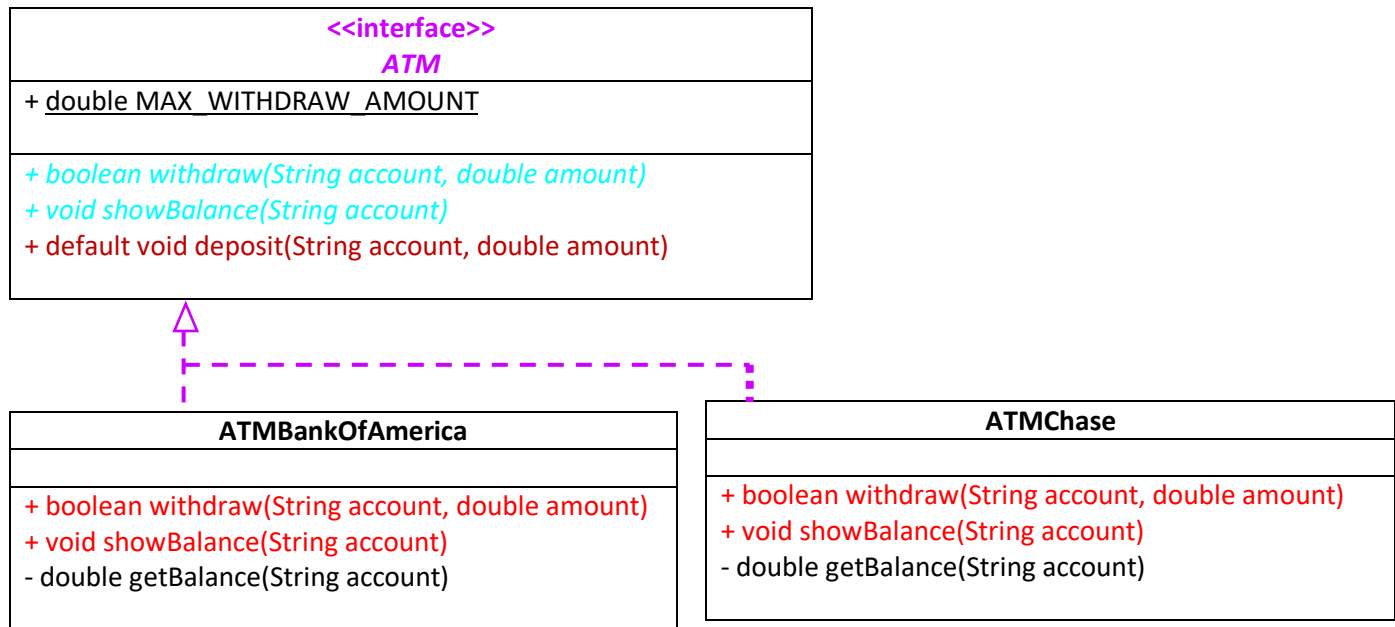 <<interface>>
ATM
+ double MAX_WITHDRAW_AMOUNT
+ boolean withdraw(String account, double amount)
+ void showBalance(String account)
+ default void deposit(String account, double amount)
ATMBankOfAmerica
+ boolean withdraw(String account, double amount)
+ void showBalance(String account)
- double getBalance(String account)
ATMChase
+ boolean withdraw(String account, double amount)
+ void showBalance(String account)
- double getBalance(String account)